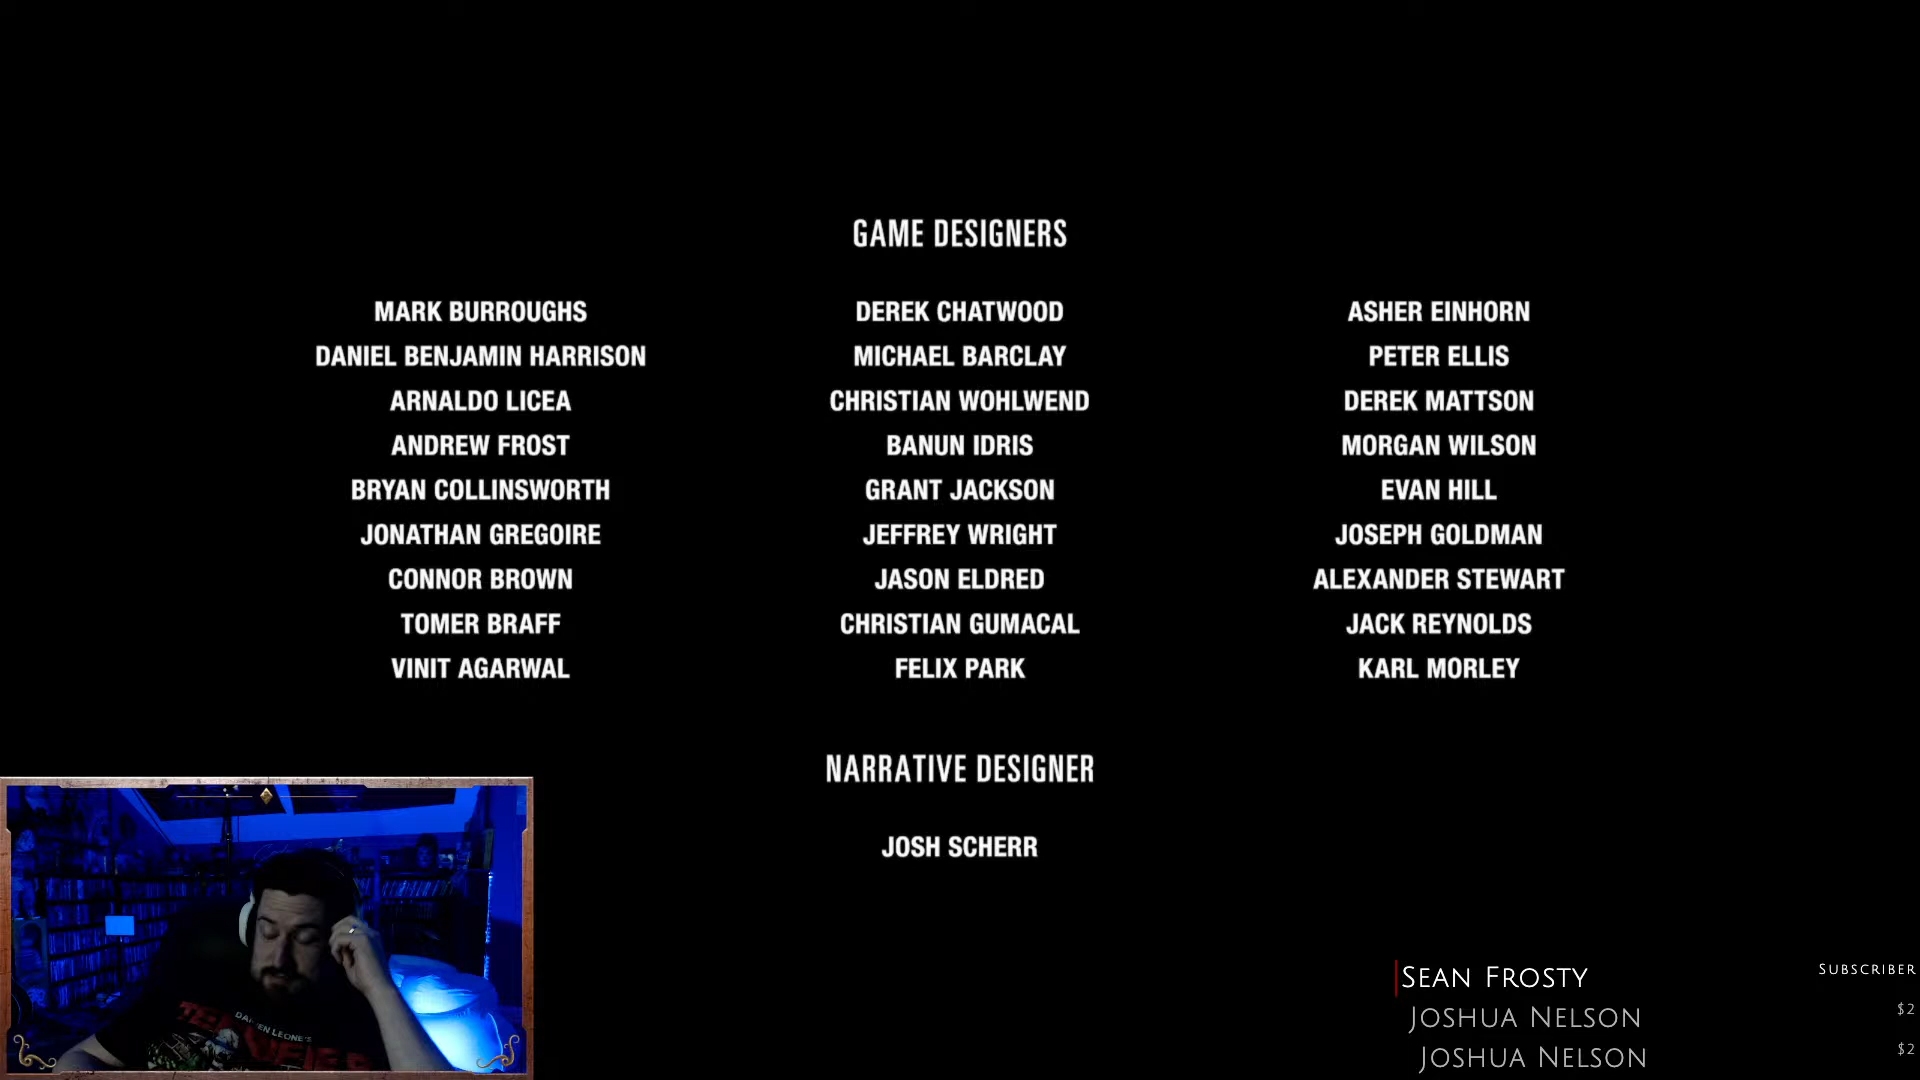 GAME DESIGNERS
MARK BURROUGHS DEREK CHATWOOD ASHER EINHORN
DANIEL BENJAMIN HARRISON MICHAEL BARCLAY PETER ELLIS
ARNALDO LICEA CHRISTIAN WOHLWEND DEREK MATTSON
ANDREW FROST BANUN IDRIS MORGAN WILSON
BRYAN COLLINSWORTH GRANT JACKSON EVAN HILL
JONATHAN GREGOIRE JEFFREY WRIGHT JOSEPH GOLDMAN
CONNOR BROWN JASON ELDRED ALEXANDER STEWART
TOMER BRAFF CHRISTIAN GUMACAL JACK REYNOLDS
VINIT AGARWAL FELIX PARK KARL MORLEY
NARRATIVE DESIGNER
JOSH SCHERR
DAMIEN LEONE'S
SEAN FROSTY SUBSCRIBER
JOSHUA NELSON $2
JOSHUA NELSON $2